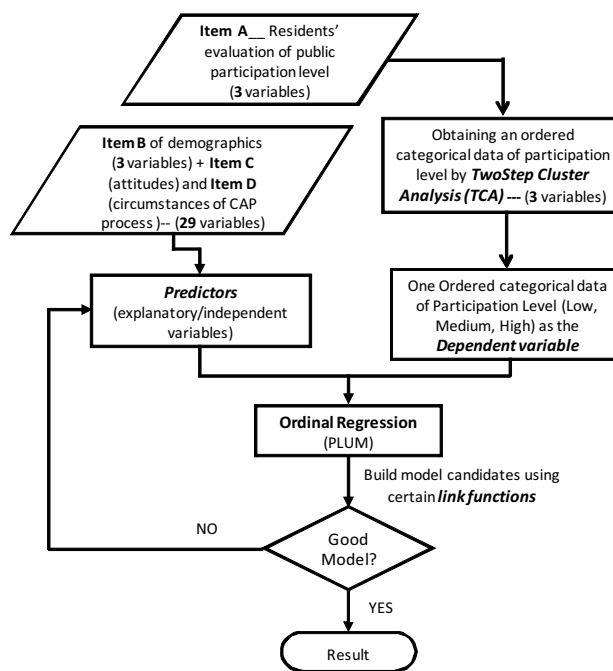 Item A__ Residents'
evaluation of public
participation level
(3 variables)
Item B of demographics
(3 variables) + Item C
(attitudes) and Item D
(circumstances of CAP
process )-- (29 variables)
Obtaining an ordered
categorical data of participation
level by TwoStep Cluster
Analysis (TCA) --- (3 variables)
Predictors
(explanatory/independent
variables)
One Ordered categorical data
of Participation Level (Low,
Medium, High) as the
Dependent variable
Ordinal Regression
(PLUM)
Build model candidates using
certain link functions
NO
Good
Model?
YES
Result